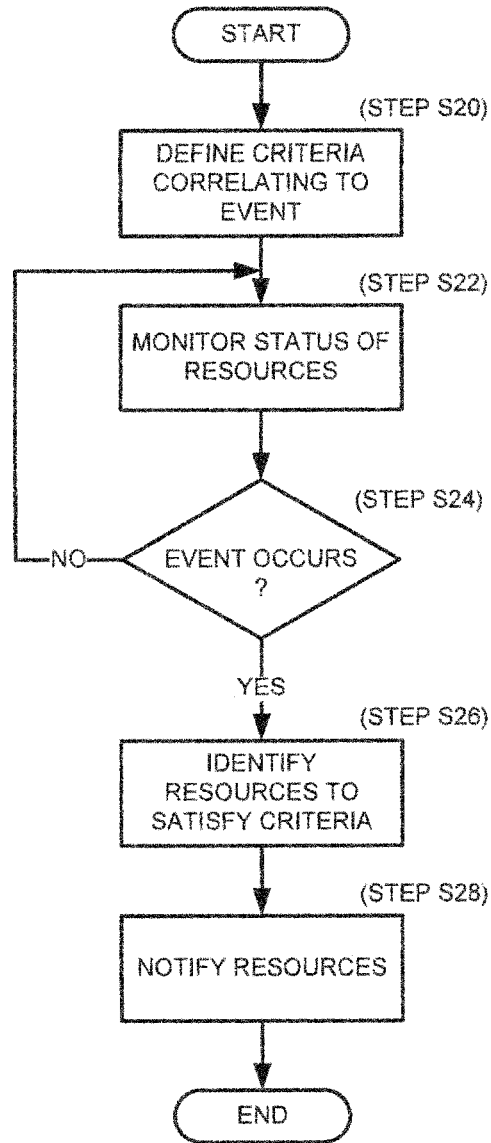 START
(STEP S20)
DEFINE CRITERIA
CORRELATING TO
EVENT
(STEP S22)
MONITOR STATUS OF
RESOURCES
(STEP S24)
EVENT OCCURS
?
NO
YES
(STEP S26)
IDENTIFY
RESOURCES TO
SATISFY CRITERIA
(STEP S28)
NOTIFY RESOURCES
END